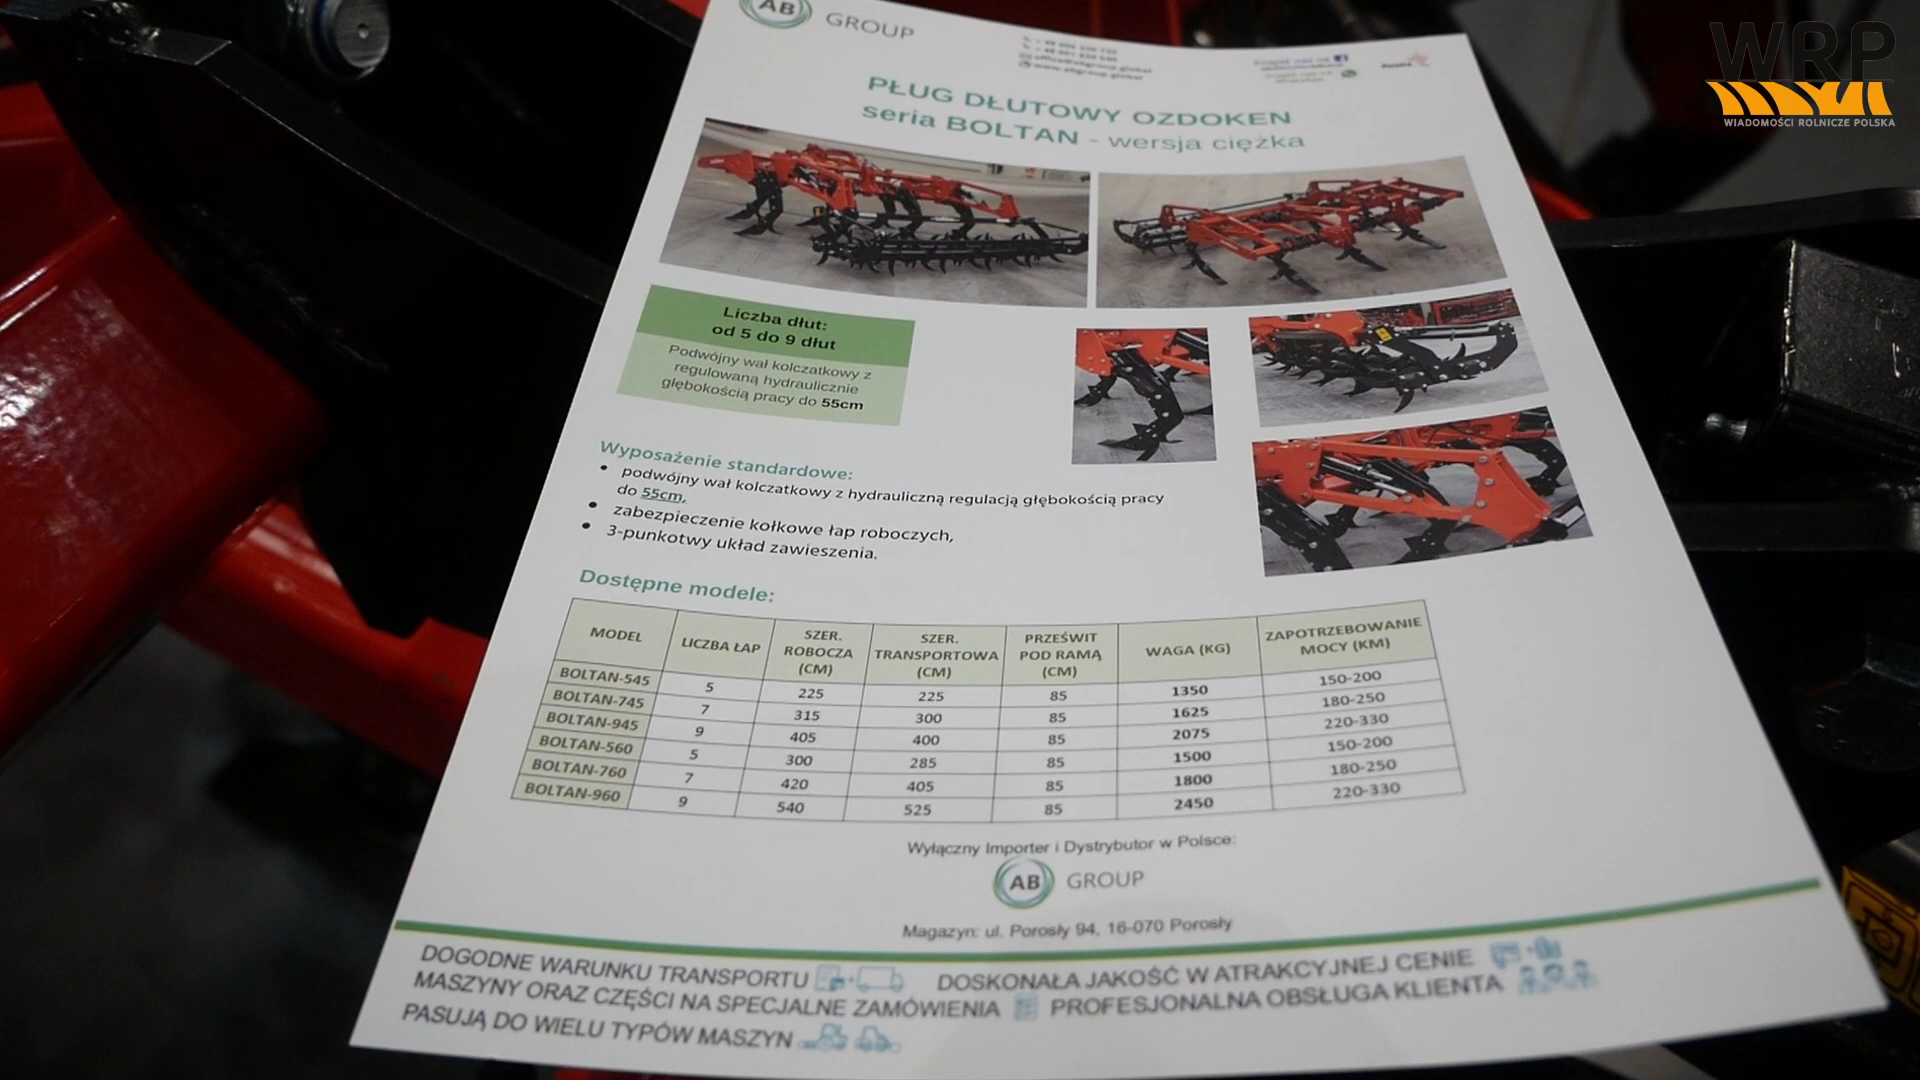 WRP
WIADOMOŚCI ROLNICZE POLSKA
AB GROUP
PŁUG DŁUTOWY OZDOKEN
seria BOLTAN - wersja ciężka
Liczba dłut:
od 5 do 9 dłut
Podwójny wał kolczatkowy z
regulowaną hydraulicznie
głębokością pracy do 55cm
Wyposażenie standardowe:
• podwójny wał kolczatkowy z hydrauliczną regulacją głębokością pracy
do 55cm,
• zabezpieczenie kołkowe łap roboczych,
• 3-punkotwy układ zawieszenia.
Dostępne modele:
MODEL LICZBA ŁAP SZER. ROBOCZA (CM) SZER. TRANSPORTOWA (CM) PRZEŚWIT POD RAMĄ (CM) WAGA (KG) ZAPOTRZEBOWANIE MOCY (KM)
BOLTAN-545 5 225 225 85 1350 150-200
BOLTAN-745 7 315 300 85 1625 180-250
BOLTAN-945 9 405 400 85 2075 220-330
BOLTAN-560 5 300 285 85 1500 150-200
BOLTAN-760 7 420 405 85 1800 180-250
BOLTAN-960 9 540 525 85 2450 220-330
Wyłączny Importer i Dystrybutor w Polsce:
AB GROUP
Magazyn: ul. Porosły 94, 16-070 Porosły
DOGODNE WARUNKU TRANSPORTU DOSKONAŁA JAKOŚĆ W ATRAKCYJNEJ CENIE
MASZYNY ORAZ CZĘŚCI NA SPECJALNE ZAMÓWIENIA PROFESJONALNA OBSŁUGA KLIENTA
PASUJĄ DO WIELU TYPÓW MASZYN